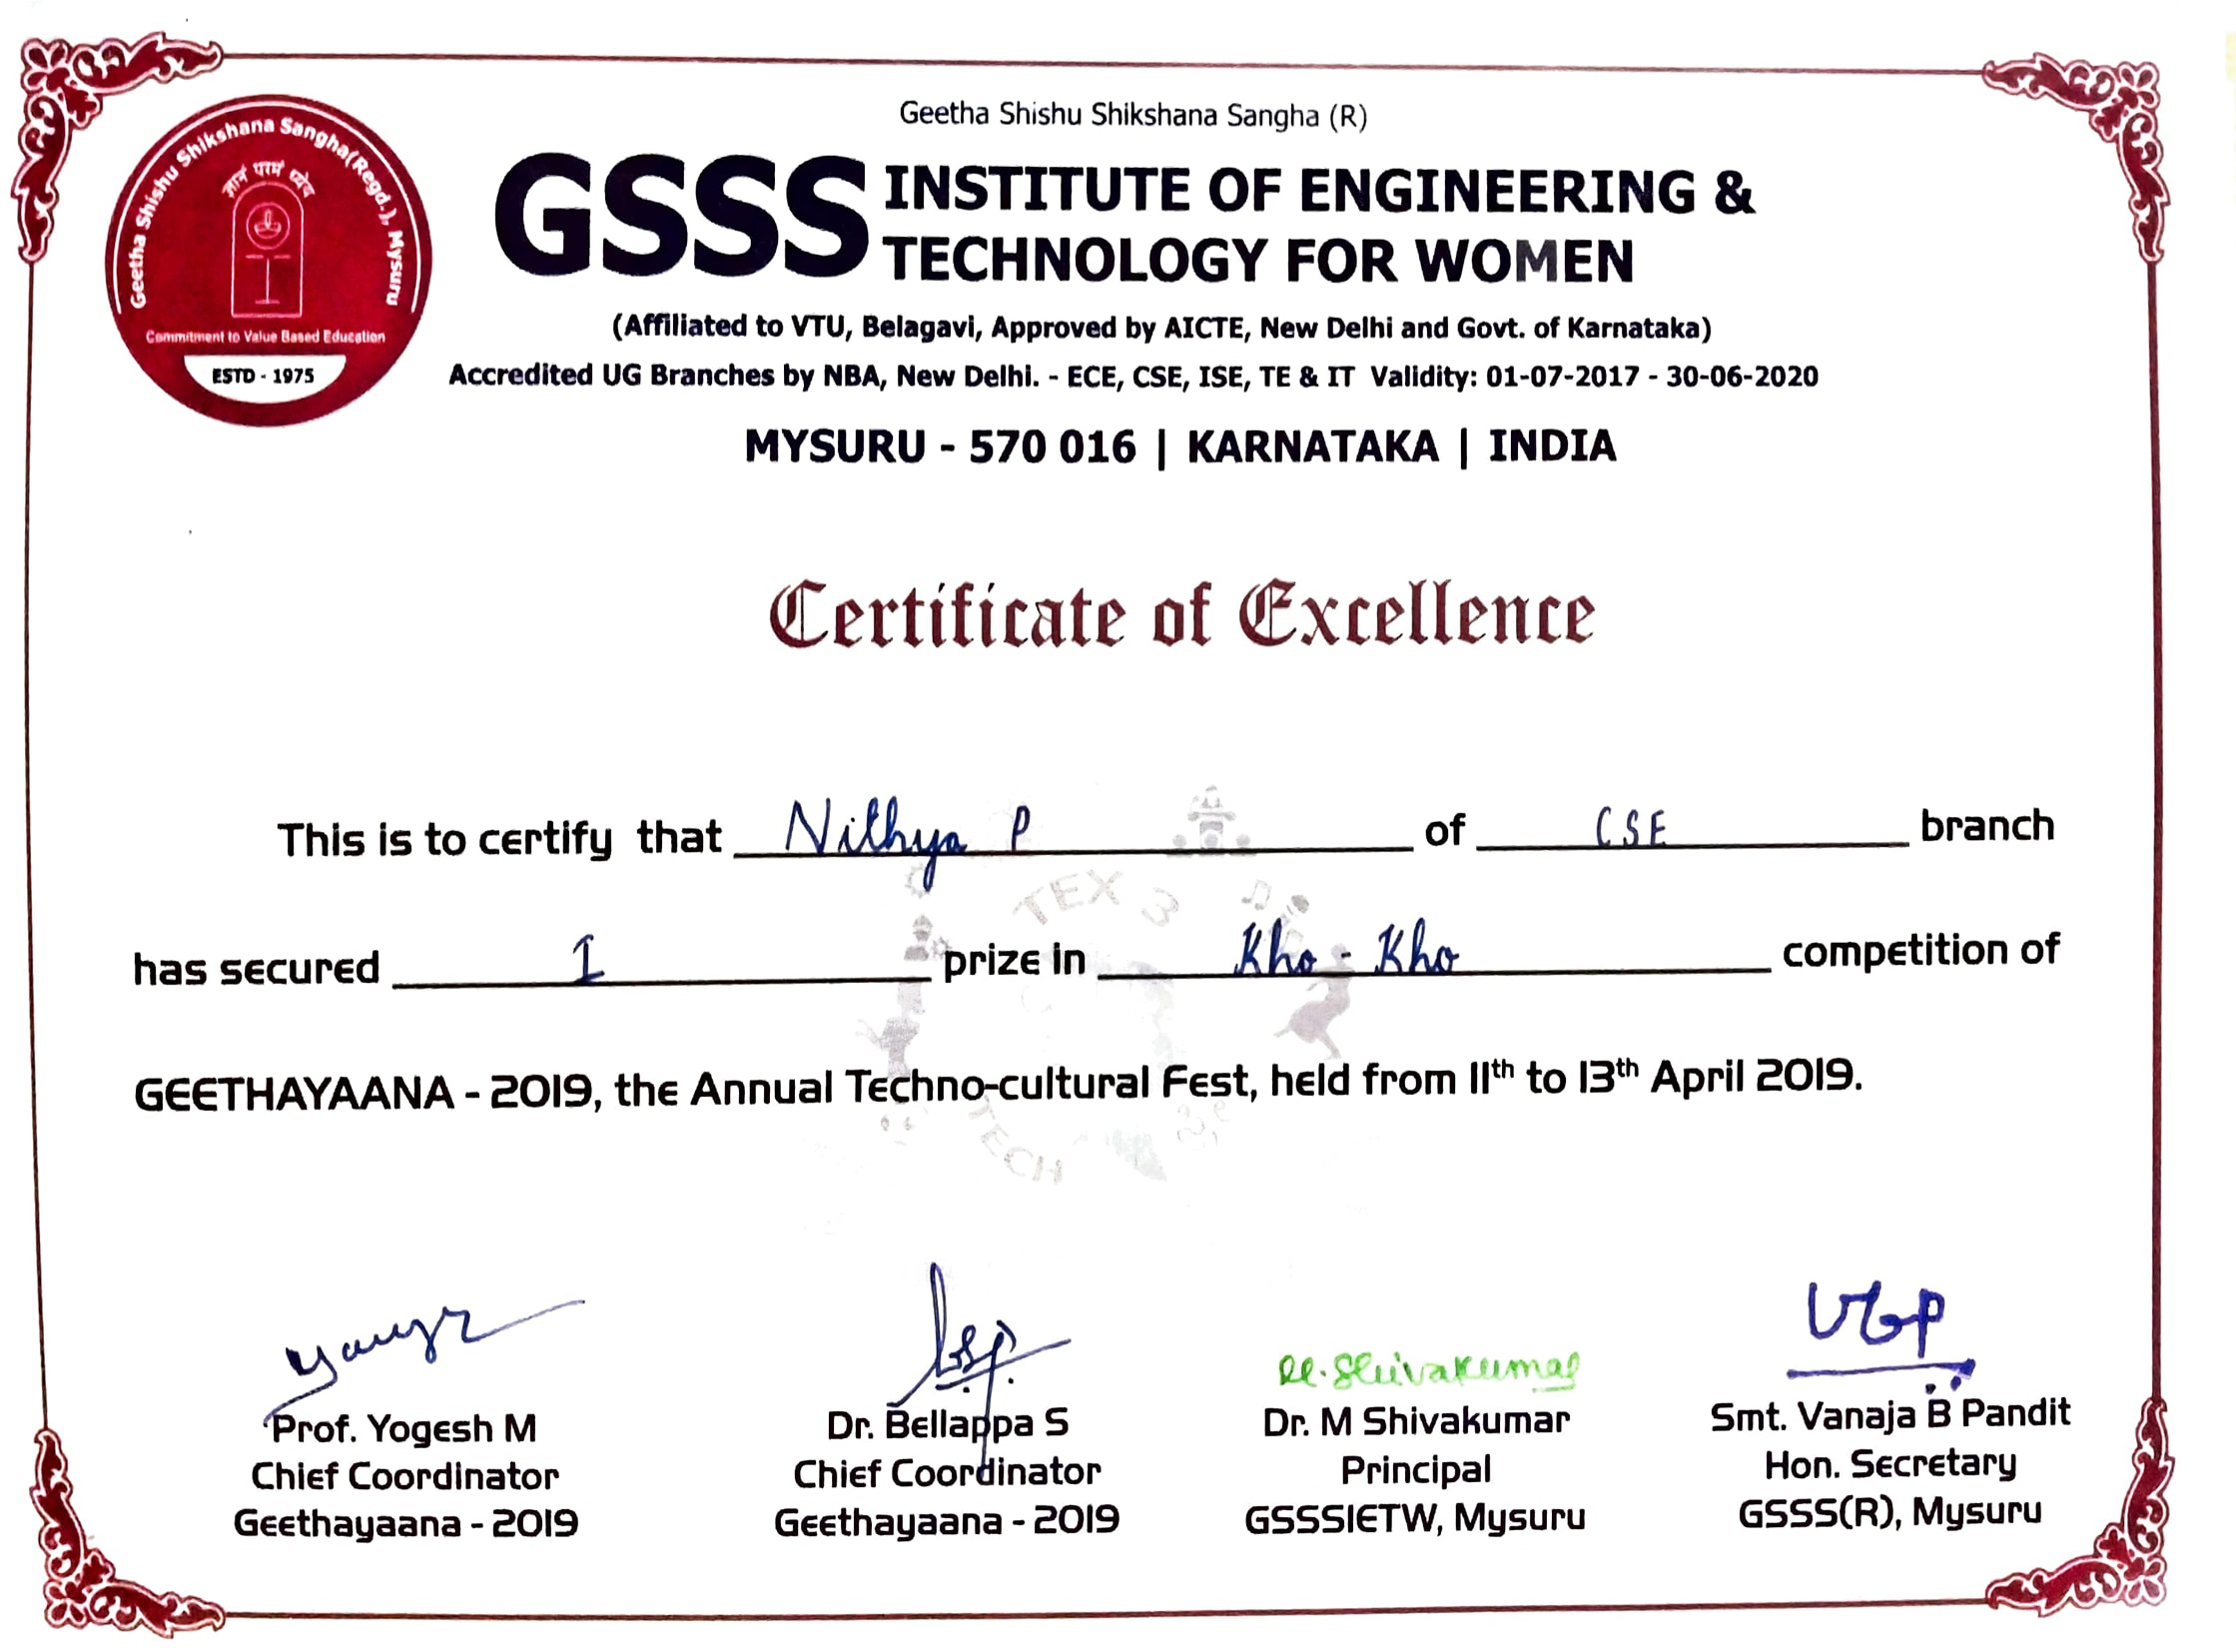 Geetha Shishu Shikshana Sangha (R)
GSSS INSTITUTE OF ENGINEERING &
TECHNOLOGY FOR WOMEN
(Affiliated to VTU, Belagavi, Approved by AICTE, New Delhi and Govt. of Karnataka)
Accredited UG Branches by NBA, New Delhi. - ECE, CSE, ISE, TE & IT Validity: 01-07-2017 - 30-06-2020
MYSURU - 570 016 | KARNATAKA | INDIA
Geetha Shishu Shikshana Sangha(Regd.), Mysuru
ज्ञानं परमं ध्येयं
Commitment to Value Based Education
ESTD - 1975
Certificate of Excellence
This is to certify that Nithya P of CSE branch
has secured I prize in Kho - Kho competition of
GEETHAYAANA - 2019, the Annual Techno-cultural Fest, held from 11th to 13th April 2019.
TEX
TECH
M. Shivakumar
VBP
Prof. Yogesh M
Chief Coordinator
Geethayaana - 2019
Dr. Bellappa S
Chief Coordinator
Geethayaana - 2019
Dr. M Shivakumar
Principal
GSSSIETW, Mysuru
Smt. Vanaja B Pandit
Hon. Secretary
GSSS(R), Mysuru